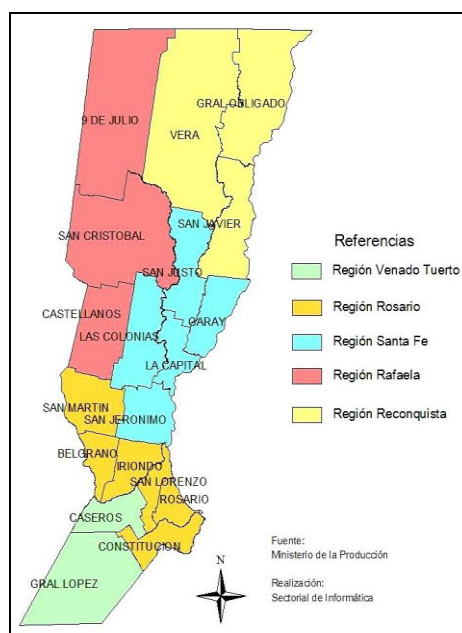 GRAL.OBLIGADO
9 DE JULIO
VERA
SAN JAVIER
SAN CRISTOBAL
SAN JUSTO
CASTELLANOS
GARAY
LAS COLONIAS
LA CAPITAL
SAN MARTIN
SAN JERONIMO
BELGRANO
IRIONDO
SAN LORENZO
ROSARIO
CASEROS
CONSTITUCION
GRAL.LOPEZ
Referencias
Región Venado Tuerto
Región Rosario
Región Santa Fe
Región Rafaela
Región Reconquista
N
Fuente:
Ministerio de la Producción
Realización:
Sectorial de Informática